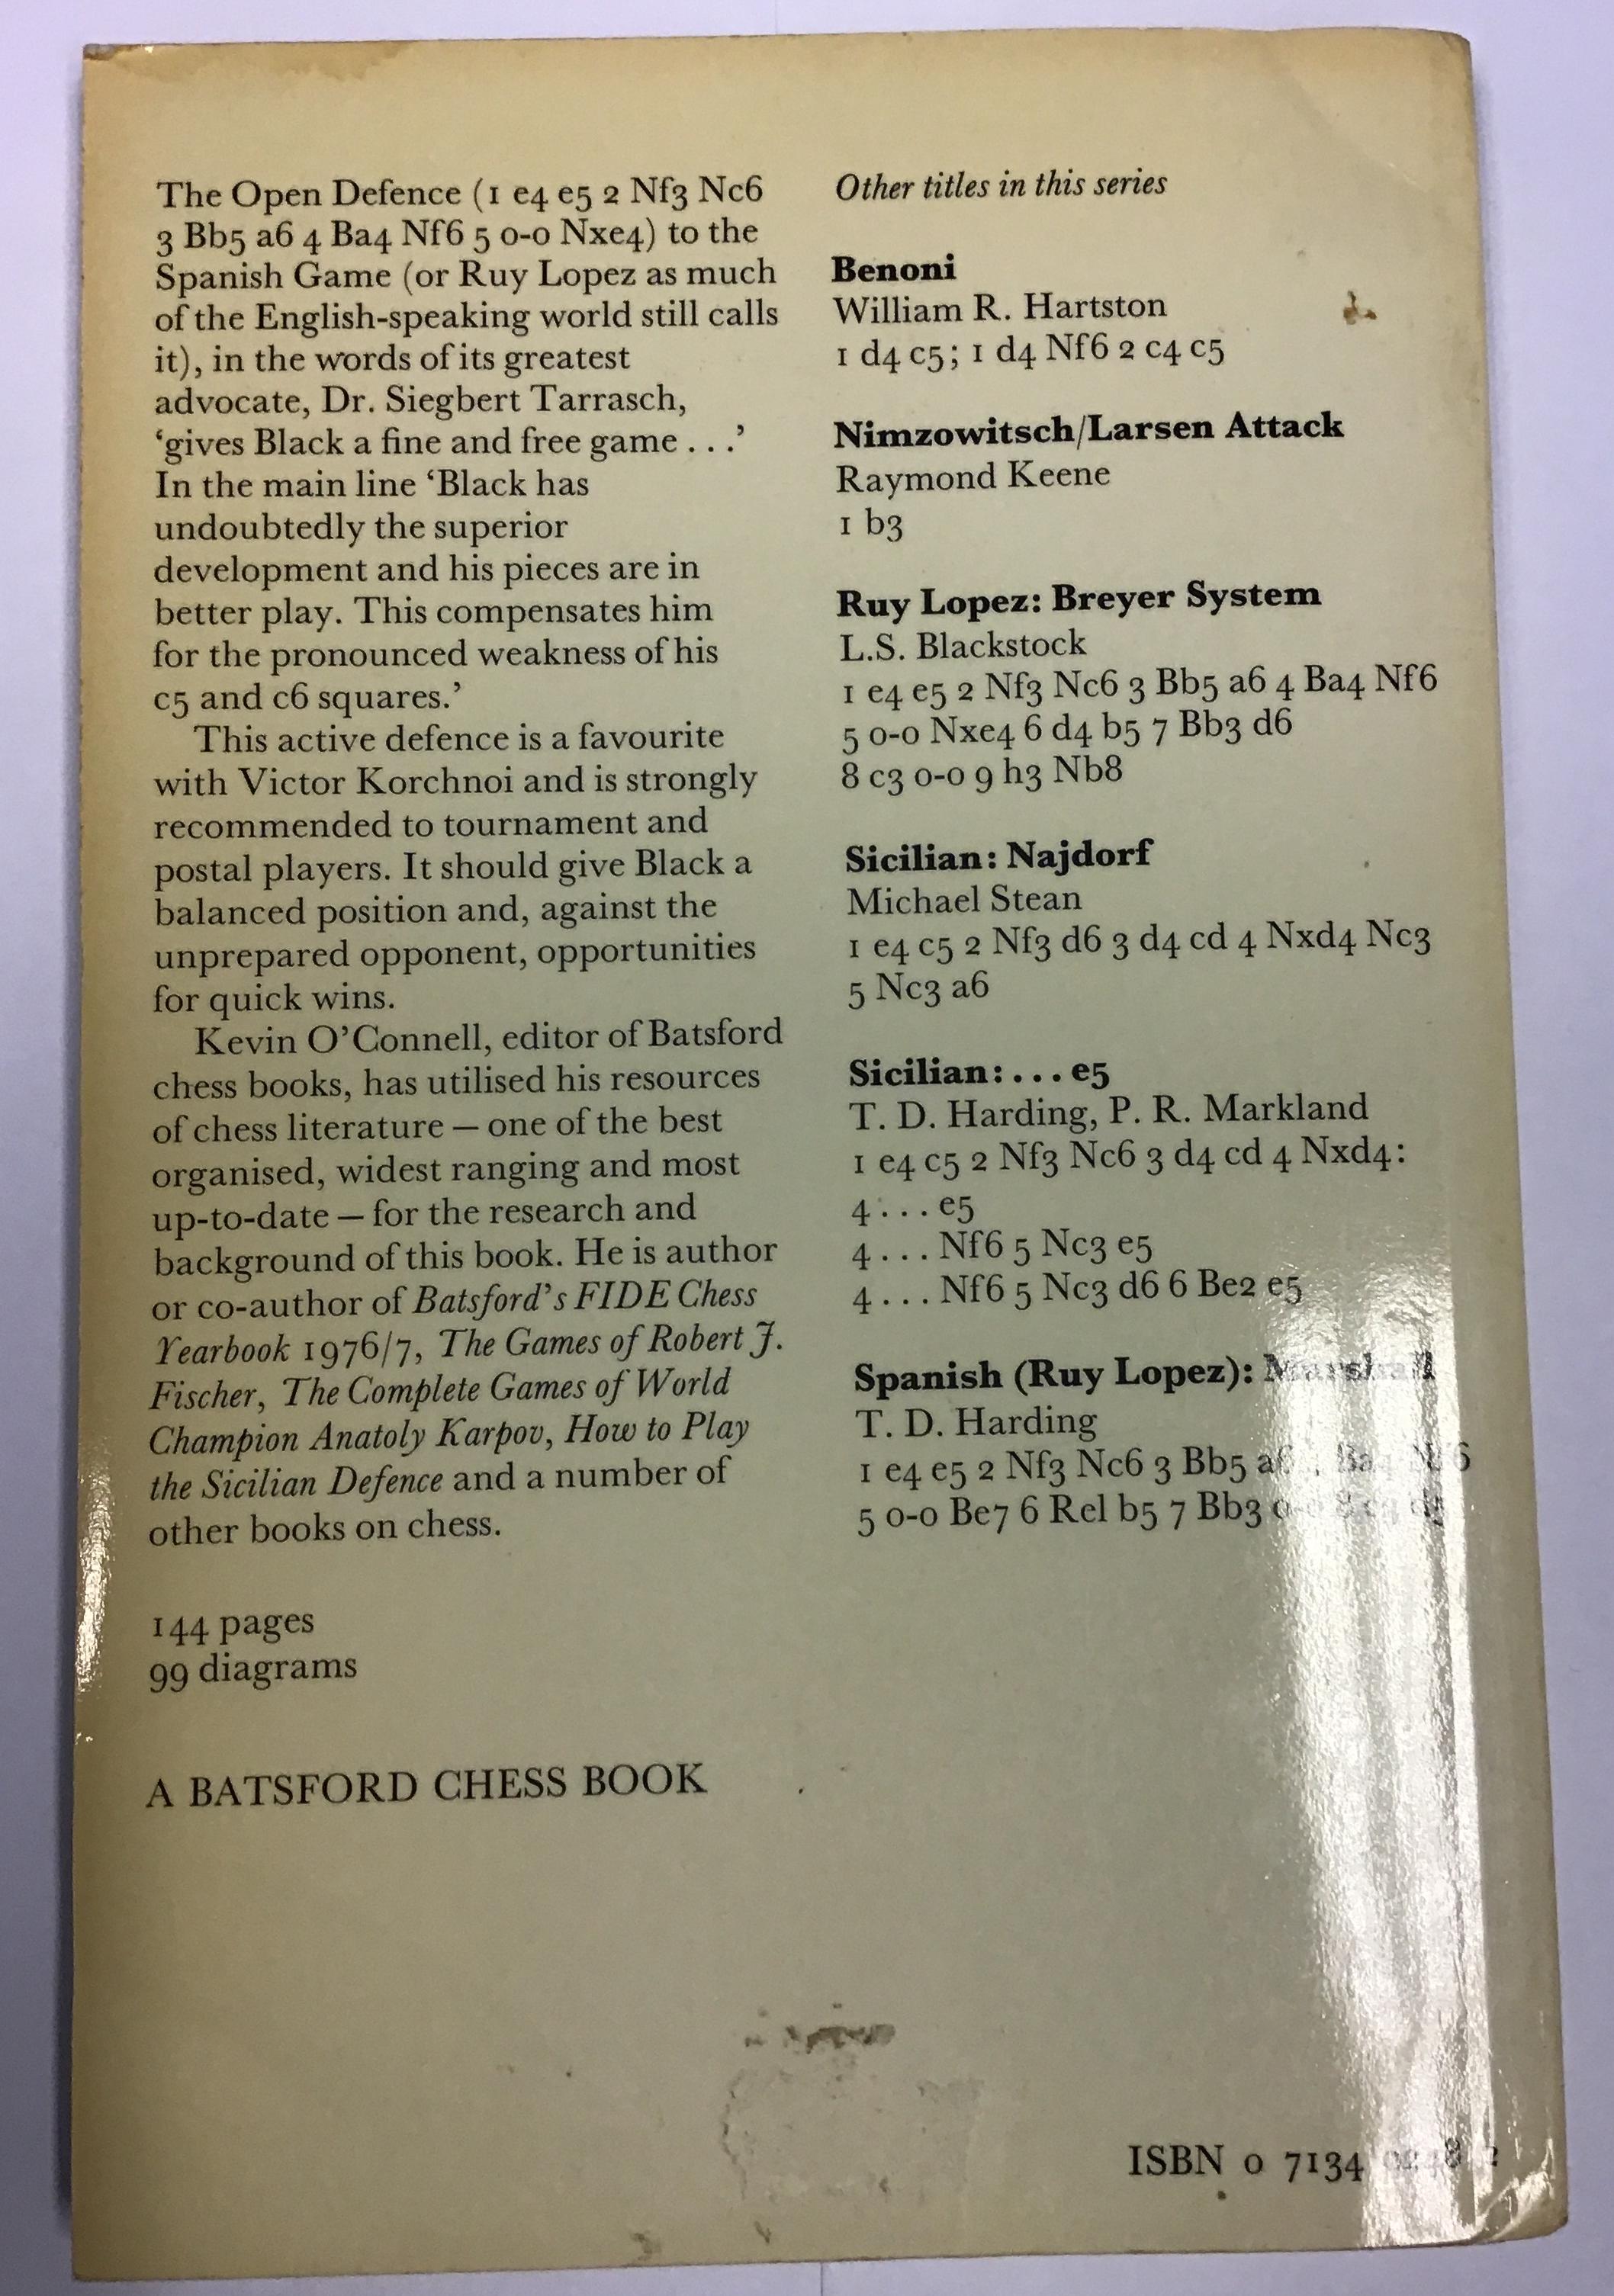 The Open Defence (1 e4 e5 2 Nf3 Nc6
3 Bb5 a6 4 Ba4 Nf6 5 0-0 Nxe4) to the
Spanish Game (or Ruy Lopez as much
of the English-speaking world still calls
it), in the words of its greatest
advocate, Dr. Siegbert Tarrasch,
‘gives Black a fine and free game . . .’
In the main line ‘Black has
undoubtedly the superior
development and his pieces are in
better play. This compensates him
for the pronounced weakness of his
c5 and c6 squares.’
This active defence is a favourite
with Victor Korchnoi and is strongly
recommended to tournament and
postal players. It should give Black a
balanced position and, against the
unprepared opponent, opportunities
for quick wins.
Kevin O’Connell, editor of Batsford
chess books, has utilised his resources
of chess literature — one of the best
organised, widest ranging and most
up-to-date — for the research and
background of this book. He is author
or co-author of Batsford’s FIDE Chess
Yearbook 1976/7, The Games of Robert J.
Fischer, The Complete Games of World
Champion Anatoly Karpov, How to Play
the Sicilian Defence and a number of
other books on chess.
144 pages
99 diagrams
A BATSFORD CHESS BOOK
Other titles in this series
Benoni
William R. Hartston
1 d4 c5; 1 d4 Nf6 2 c4 c5
Nimzowitsch/Larsen Attack
Raymond Keene
1 b3
Ruy Lopez: Breyer System
L.S. Blackstock
1 e4 e5 2 Nf3 Nc6 3 Bb5 a6 4 Ba4 Nf6
5 0-0 Nxe4 6 d4 b5 7 Bb3 d6
8 c3 0-0 9 h3 Nb8
Sicilian: Najdorf
Michael Stean
1 e4 c5 2 Nf3 d6 3 d4 cd 4 Nxd4 Nc3
5 Nc3 a6
Sicilian: . . . e5
T. D. Harding, P. R. Markland
1 e4 c5 2 Nf3 Nc6 3 d4 cd 4 Nxd4:
4 . . . e5
4 . . . Nf6 5 Nc3 e5
4 . . . Nf6 5 Nc3 d6 6 Be2 e5
Spanish (Ruy Lopez): Marshall
T. D. Harding
1 e4 e5 2 Nf3 Nc6 3 Bb5 a6
5 0-0 Be7 6 Rel b5 7 Bb3
ISBN 0 7134